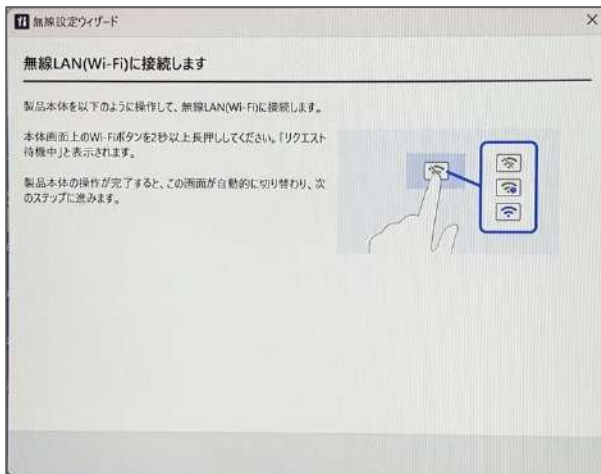 無線設定ウィザード
無線LAN(Wi-Fi)に接続します
製品本体を以下のように操作して、無線LAN(Wi-Fi)に接続します。
本体画面上のWi-Fiボタンを2秒以上長押ししてください。「リクエスト
待機中」と表示されます。
製品本体の操作が完了すると、この画面が自動的に切り替わり、次
のステップに進みます。